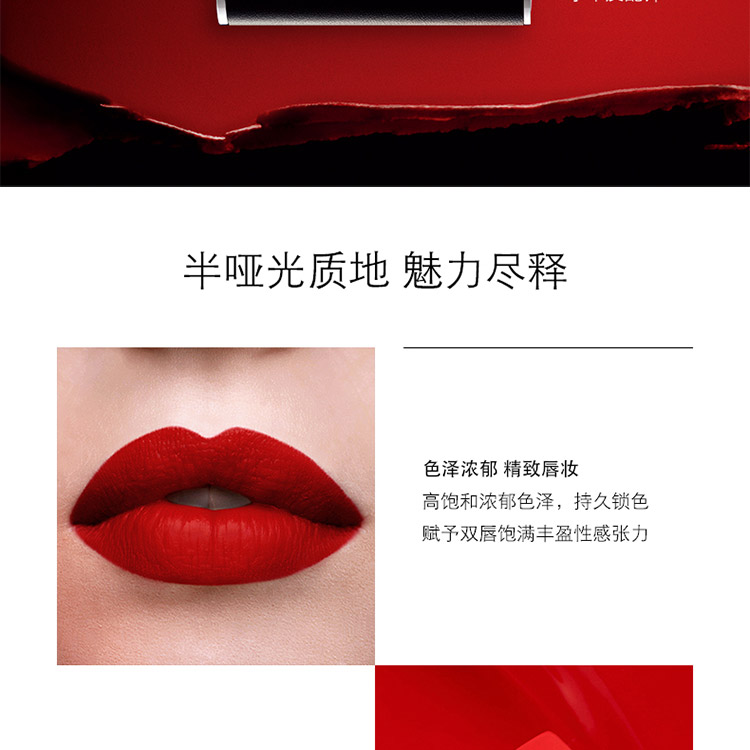 半哑光质地 魅力尽释
色泽浓郁 精致唇妆
高饱和浓郁色泽，持久锁色
赋予双唇饱满丰盈性感张力